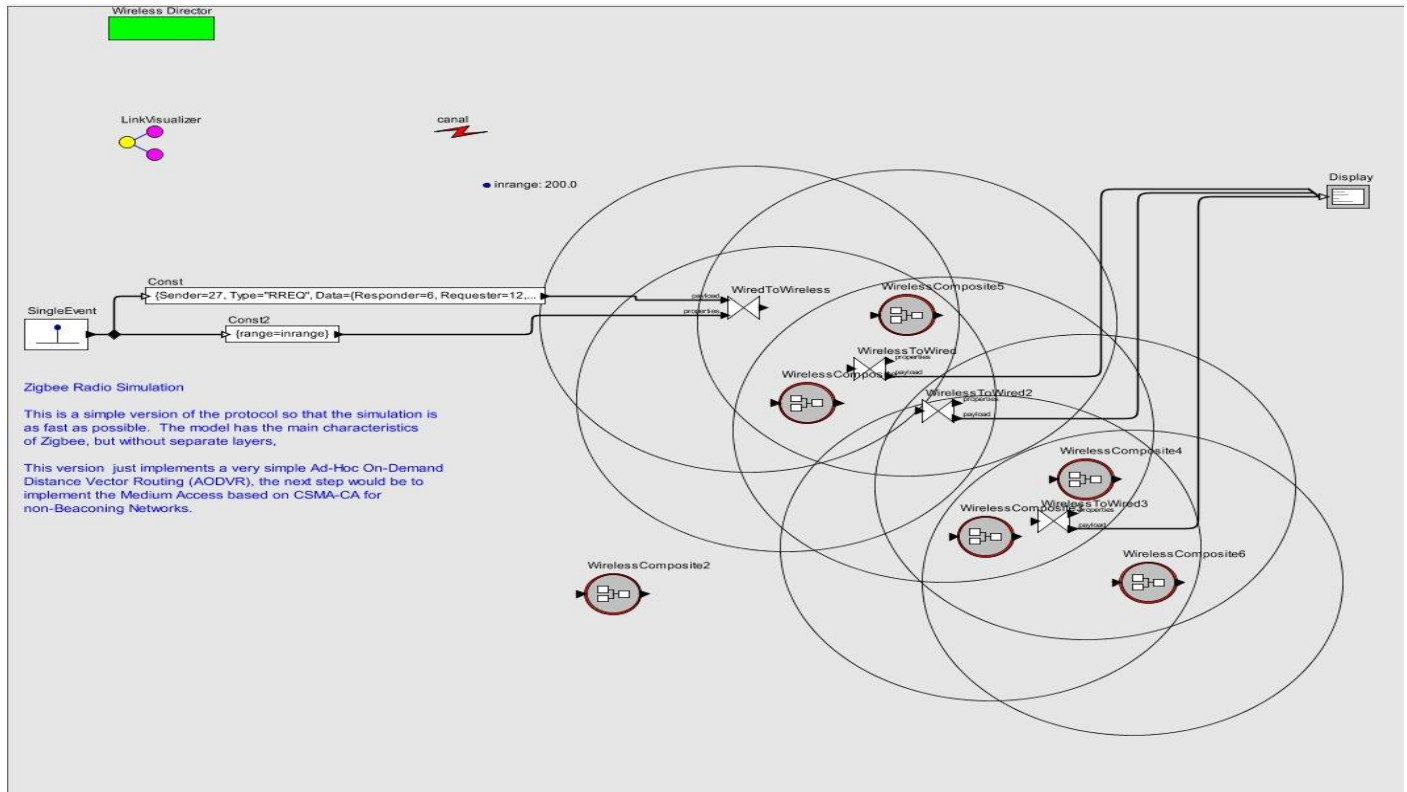 Wireless Director
LinkVisualizer
canal
inrange: 200.0
Display
Const
{Sender=27, Type="RREQ", Data={Responder=6, Requester=12,...
SingleEvent
Const2
{range=inrange}
payload
properties
WiredToWireless
WirelessComposite5
WirelessToWired
properties
payload
WirelessToWired2
properties
payload
WirelessComposite4
WirelessToWired3
properties
payload
WirelessComposite6
WirelessComposite2
Zigbee Radio Simulation
This is a simple version of the protocol so that the simulation is
as fast as possible. The model has the main characteristics
of Zigbee, but without separate layers,
This version just implements a very simple Ad-Hoc On-Demand
Distance Vector Routing (AODVR), the next step would be to
implement the Medium Access based on CSMA-CA for
non-Beaconing Networks.